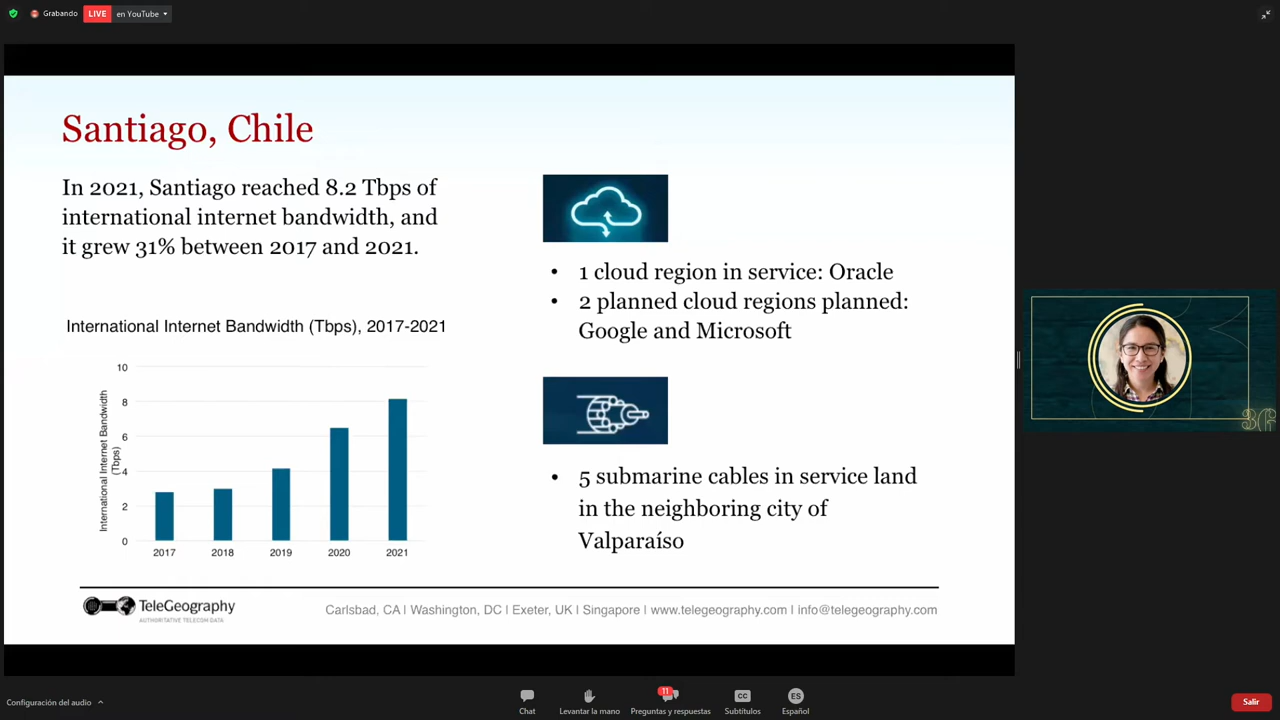 Grabando
LIVE
en YouTube
Santiago, Chile
In 2021, Santiago reached 8.2 Tbps of
international internet bandwidth, and
it grew 31% between 2017 and 2021.
International Internet Bandwidth (Tbps), 2017-2021
International Internet Bandwidth
(Tbps)
10
8
6
4
2
0
2017
2018
2019
2020
2021
• 1 cloud region in service: Oracle
• 2 planned cloud regions planned:
Google and Microsoft
• 5 submarine cables in service land
in the neighboring city of
Valparaíso
TeleGeography
AUTHORITATIVE TELECOM DATA
Carlsbad, CA | Washington, DC | Exeter, UK | Singapore | www.telegeography.com | info@telegeography.com
Configuración del audio
Chat
Levantar la mano
11
Preguntas y respuestas
CC
Subtítulos
ES
Español
Salir